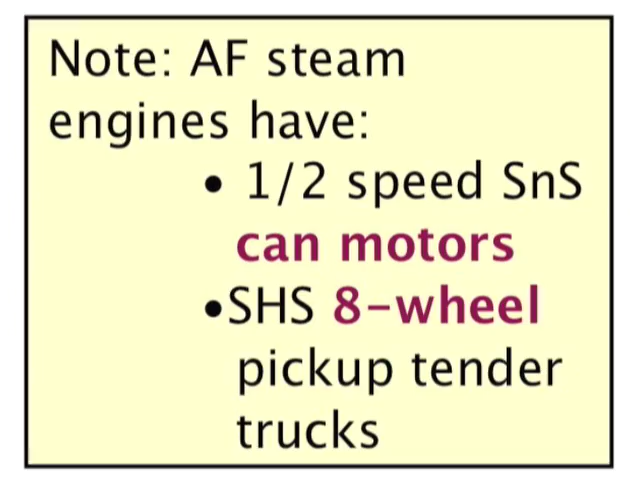 Note: AF steam
engines have:
• 1/2 speed SnS
can motors
•SHS 8-wheel
pickup tender
trucks